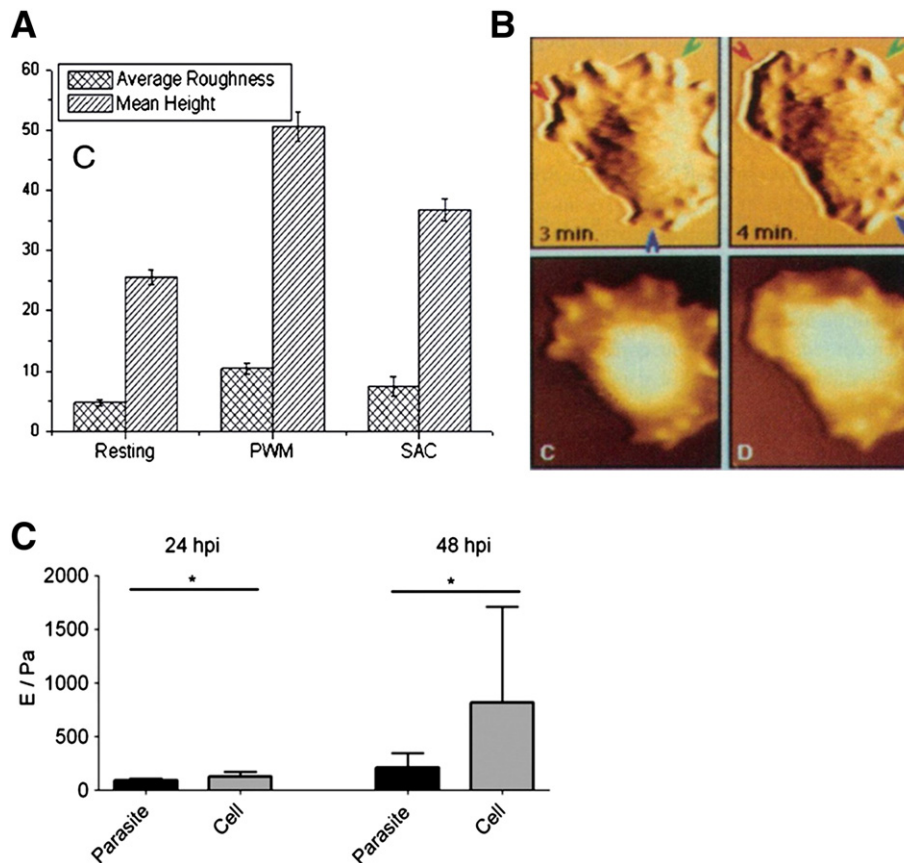 A
B
60
50
40
30
20
10
0
Average Roughness
Mean Height
C
Resting PWM SAC
3 min.
4 min.
C
D
C
24 hpi
48 hpi
*
*
2000
1500
1000
500
0
E / Pa
Parasite
Cell
Parasite
Cell